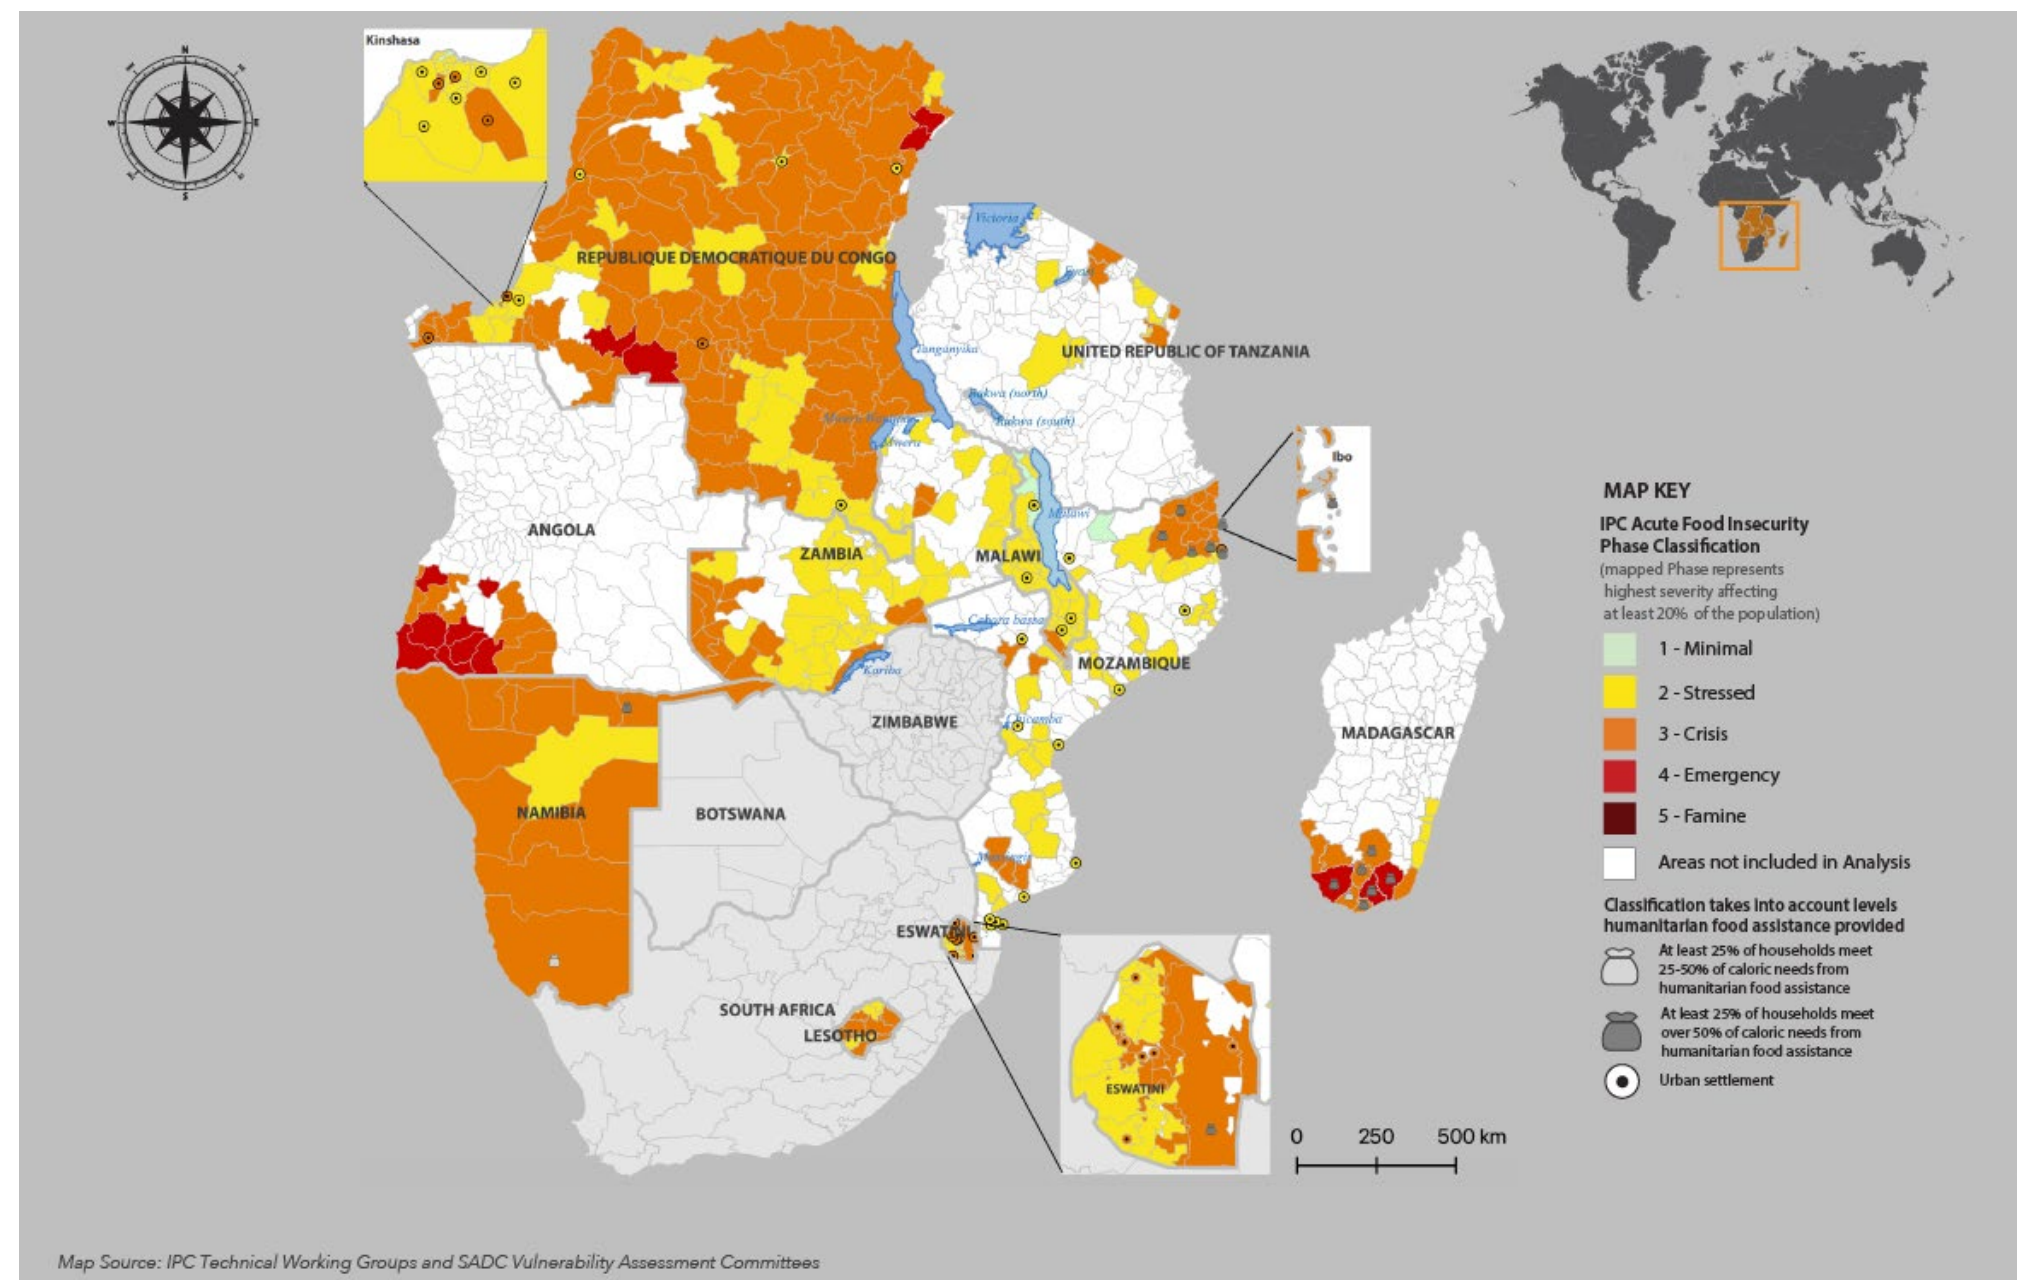 N
E
S
W
Kinshasa
Victoria
Eyasi
REPUBLIQUE DEMOCRATIQUE DU CONGO
Tanganyika
UNITED REPUBLIC OF TANZANIA
Rukwa (north)
Rukwa (south)
Mweru
Ibo
ANGOLA
Malawi
ZAMBIA
MALAWI
Cahora bassa
MOZAMBIQUE
Kariba
ZIMBABWE
Chicamba
MADAGASCAR
NAMIBIA
BOTSWANA
ESWATINI
SOUTH AFRICA
LESOTHO
ESWATINI
MAP KEY
IPC Acute Food Insecurity
Phase Classification
(mapped Phase represents
highest severity affecting
at least 20% of the population)
1 - Minimal
2 - Stressed
3 - Crisis
4 - Emergency
5 - Famine
Areas not included in Analysis
Classification takes into account levels
humanitarian food assistance provided
At least 25% of households meet
25-50% of caloric needs from
humanitarian food assistance
At least 25% of households meet
over 50% of caloric needs from
humanitarian food assistance
Urban settlement
0 250 500 km
Map Source: IPC Technical Working Groups and SADC Vulnerability Assessment Committees